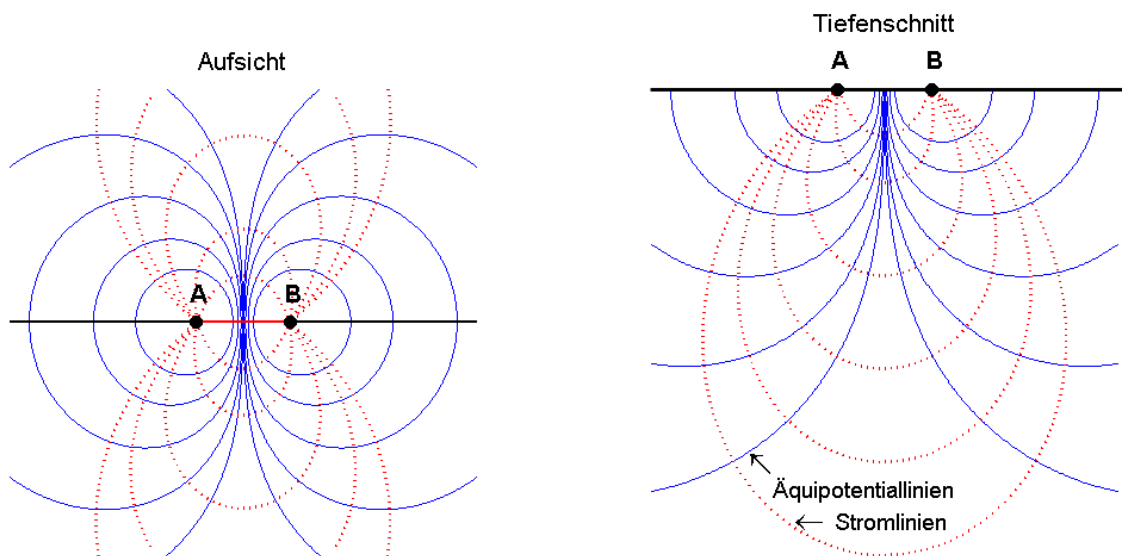 Aufsicht
A
B
Tiefenschnitt
A
B
Äquipotentiallinien
Stromlinien